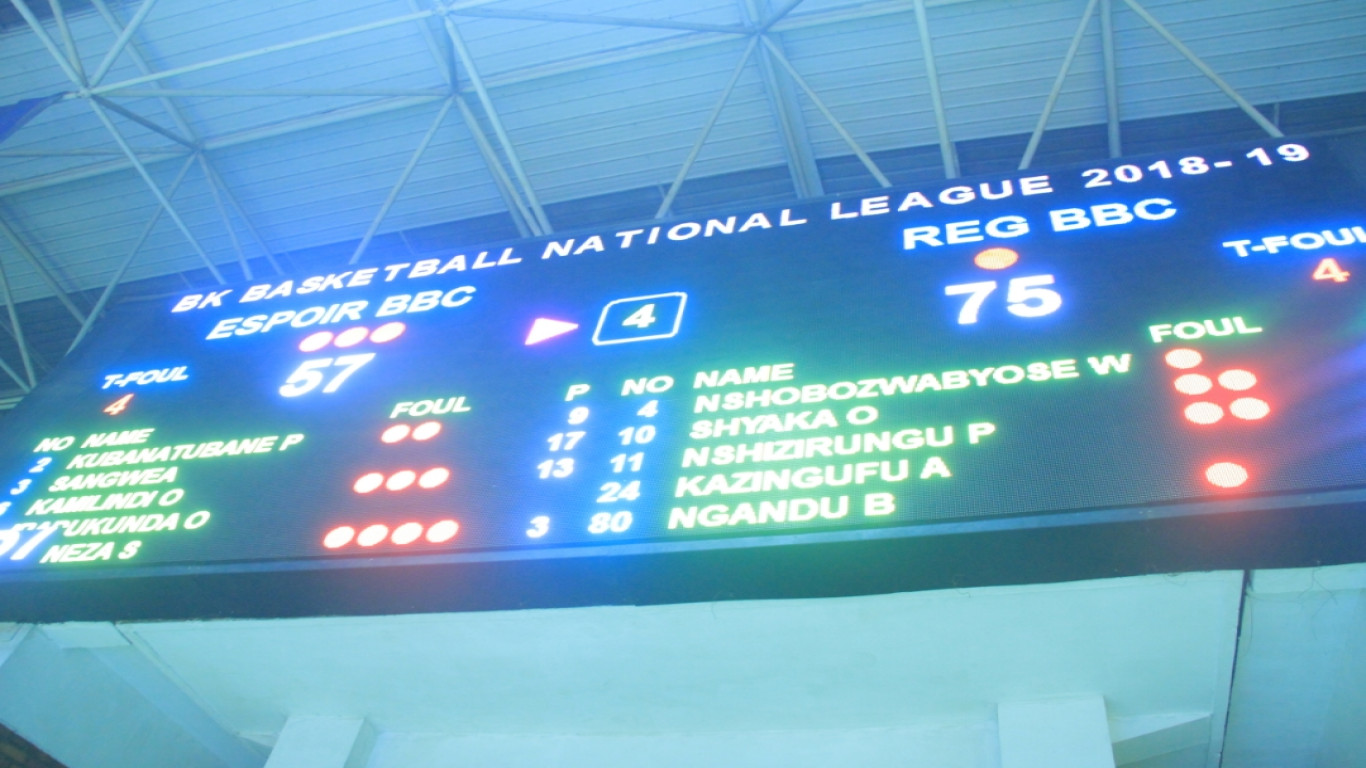 BK BASKETBALL NATIONAL LEAGUE 2018-19
ESPOIR BBC
57
T-FOUL
4
FOUL
NO NAME
2 KUBANATUBANE P
3 SANGWEA
KAMILINDI O
UKUNDA O
NEZA S
4
REG BBC
75
T-FOUL
4
FOUL
P NO NAME
9 4 NSHOBOZWABYOSE W
17 10 SHYAKA O
13 11 NSHIZIRUNGU P
24 KAZINGUFU A
3 80 NGANDU B